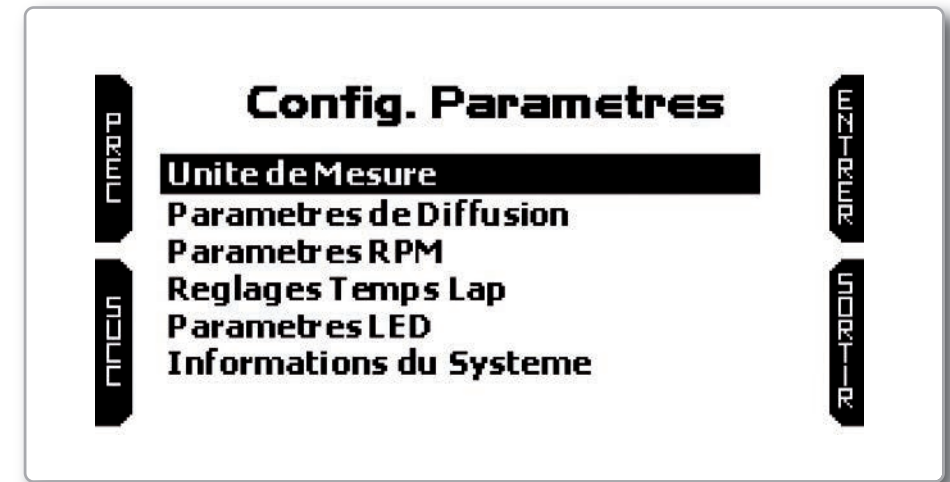 Config. Parametres
PREC
SUCC
Unite de Mesure
Parametres de Diffusion
Parametres RPM
Reglages Temps Lap
Parametres LED
Informations du Systeme
ENTRER
SORTIR